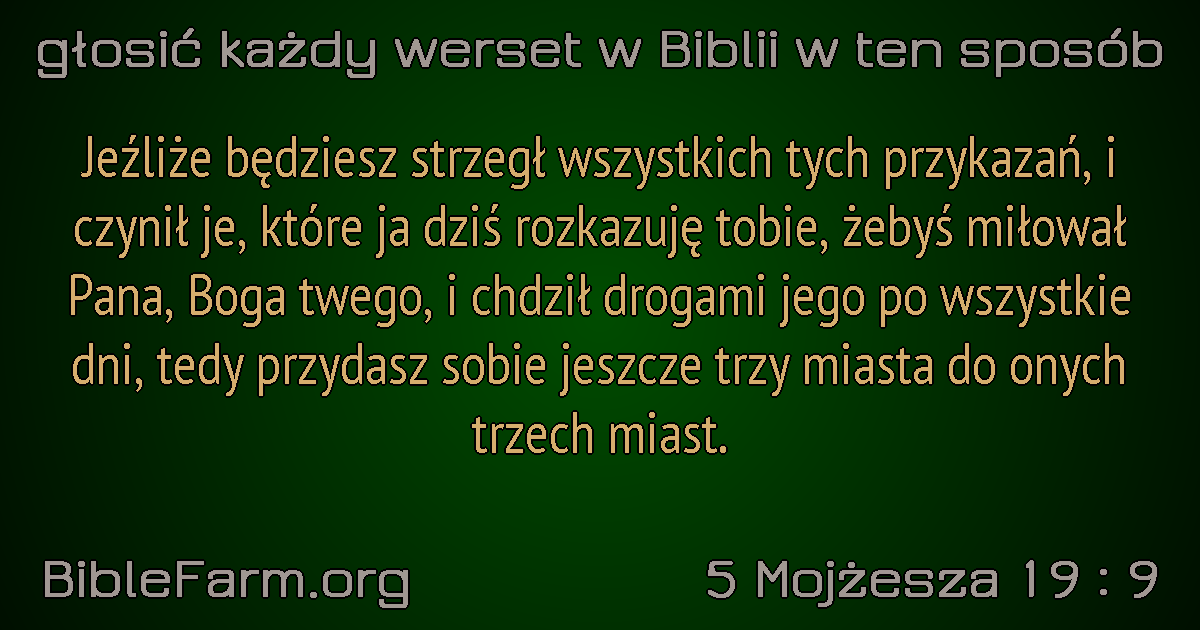 głosić każdy werset w Biblii w ten sposób
Jeźliże będziesz strzegł wszystkich tych przykazań, i
czynił je, które ja dziś rozkazuję tobie, żebyś miłował
Pana, Boga twego, i chdził drogami jego po wszystkie
dni, tedy przydasz sobie jeszcze trzy miasta do onych
trzech miast.
BibleFarm.org
5 Mojżesza 19 : 9